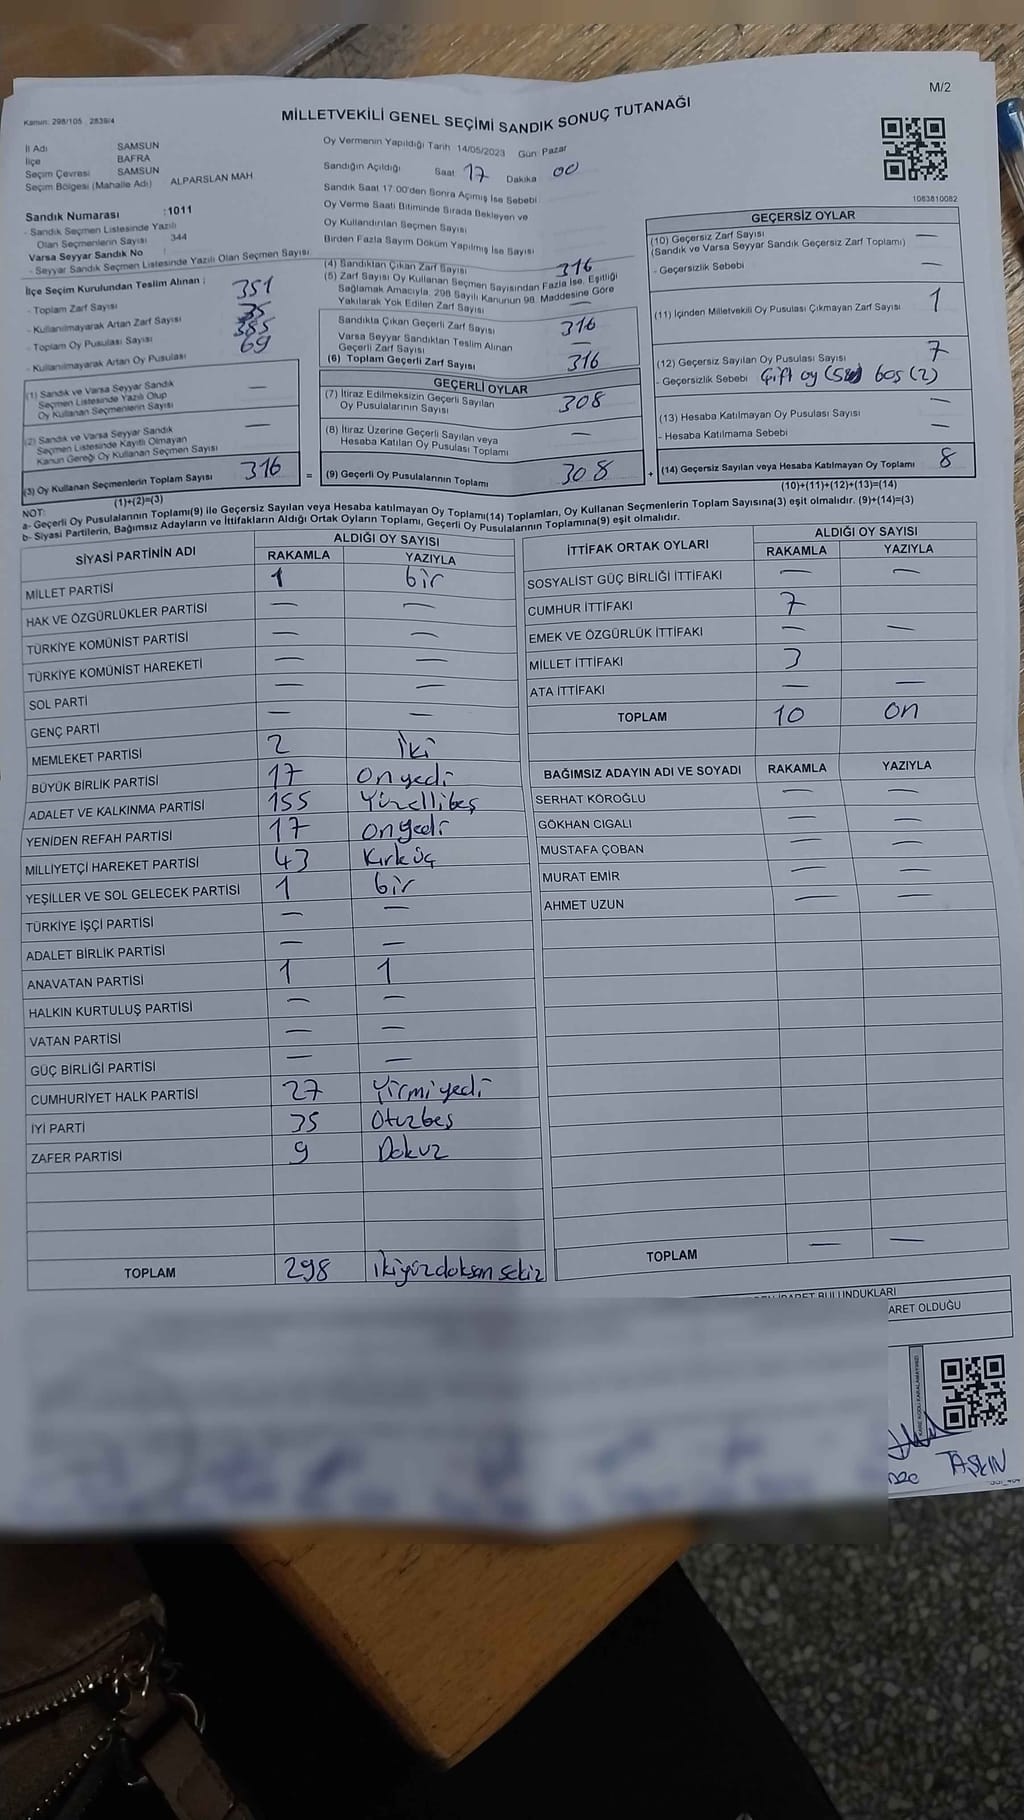 M/2
Kanun: 298/105 2839/4
MİLLETVEKİLİ GENEL SEÇİMİ SANDIK SONUÇ TUTANAĞI
İl Adı SAMSUN
İlçe BAFRA
Seçim Çevresi SAMSUN
Seçim Bölgesi (Mahalle Adı) ALPARSLAN MAH
Sandık Numarası :1011
- Sandık Seçmen Listesinde Yazılı
Olan Seçmenlerin Sayısı 344
Varsa Seyyar Sandık No :
- Seyyar Sandık Seçmen Listesinde Yazılı Olan Seçmen Sayısı
İlçe Seçim Kurulundan Teslim Alınan ;
- Toplam Zarf Sayısı 351
- Kullanılmayarak Artan Zarf Sayısı 35
- Toplam Oy Pusulası Sayısı 385
- Kullanılmayarak Artan Oy Pusulası 69
(1) Sandık ve Varsa Seyyar Sandık
Seçmen Listesinde Yazılı Olup
Oy Kullanan Seçmenlerin Sayısı —
(2) Sandık ve Varsa Seyyar Sandık
Seçmen Listesinde Kayıtlı Olmayan
Kanun Gereği Oy Kullanan Seçmen Sayısı —
(3) Oy Kullanan Seçmenlerin Toplam Sayısı 316
(1)+(2)=(3)
Oy Vermenin Yapıldığı Tarih 14/05/2023 Gün: Pazar
Sandığın Açıldığı Saat 17 Dakika 00
Sandık Saat 17:00'den Sonra Açımış İse Sebebi
Oy Verme Saati Bitiminde Sırada Bekleyen ve
Oy Kullandırılan Seçmen Sayısı
Birden Fazla Sayım Döküm Yapılmış İse Sayısı
(4) Sandıktan Çıkan Zarf Sayısı 316
(5) Zarf Sayısı Oy Kullanan Seçmen Sayısından Fazla İse, Eşitliği
Sağlamak Amacıyla, 298 Sayılı Kanunun 98. Maddesine Göre
Yakılarak Yok Edilen Zarf Sayısı —
Sandıkta Çıkan Geçerli Zarf Sayısı 316
Varsa Seyyar Sandıktan Teslim Alınan
Geçerli Zarf Sayısı —
(6) Toplam Geçerli Zarf Sayısı 316
GEÇERLİ OYLAR
(7) İtiraz Edilmeksizin Geçerli Sayılan
Oy Pusulalarının Sayısı 308
(8) İtiraz Üzerine Geçerli Sayılan veya
Hesaba Katılan Oy Pusulası Toplamı —
= (9) Geçerli Oy Pusulalarının Toplamı 308
1083810082
GEÇERSİZ OYLAR
(10) Geçersiz Zarf Sayısı —
(Sandık ve Varsa Seyyar Sandık Geçersiz Zarf Toplamı)
- Geçersizlik Sebebi —
(11) İçinden Milletvekili Oy Pusulası Çıkmayan Zarf Sayısı 1
(12) Geçersiz Sayılan Oy Pusulası Sayısı 7
- Geçersizlik Sebebi Çift oy (5) boş (2)
(13) Hesaba Katılmayan Oy Pusulası Sayısı —
- Hesaba Katılmama Sebebi —
+ (14) Geçersiz Sayılan veya Hesaba Katılmayan Oy Toplamı 8
(10)+(11)+(12)+(13)=(14)
NOT:
a- Geçerli Oy Pusulalarının Toplamı(9) ile Geçersiz Sayılan veya Hesaba katılmayan Oy Toplamı(14) Toplamları, Oy Kullanan Seçmenlerin Toplam Sayısına(3) eşit olmalıdır. (9)+(14)=(3)
b- Siyasi Partilerin, Bağımsız Adayların ve İttifakların Aldığı Ortak Oyların Toplamı, Geçerli Oy Pusulalarının Toplamına(9) eşit olmalıdır.
SİYASİ PARTİNİN ADI ALDIĞI OY SAYISI
RAKAMLA YAZIYLA
MİLLET PARTİSİ 1 bir
HAK VE ÖZGÜRLÜKLER PARTİSİ — —
TÜRKİYE KOMÜNİST PARTİSİ — —
TÜRKİYE KOMÜNİST HAREKETİ — —
SOL PARTİ — —
GENÇ PARTİ — —
MEMLEKET PARTİSİ 2 iki
BÜYÜK BİRLİK PARTİSİ 17 onyedi
ADALET VE KALKINMA PARTİSİ 155 Yüzellibeş
YENİDEN REFAH PARTİSİ 17 onyedi
MİLLİYETÇİ HAREKET PARTİSİ 43 Kırküç
YEŞİLLER VE SOL GELECEK PARTİSİ 1 bir
TÜRKİYE İŞÇİ PARTİSİ — —
ADALET BİRLİK PARTİSİ — —
ANAVATAN PARTİSİ 1 1
HALKIN KURTULUŞ PARTİSİ — —
VATAN PARTİSİ — —
GÜÇ BİRLİĞİ PARTİSİ — —
CUMHURİYET HALK PARTİSİ 27 Yirmiyedi
İYİ PARTİ 35 Otuzbeş
ZAFER PARTİSİ 9 Dokuz
TOPLAM 298 ikiyüzdoksan sekiz
İTTİFAK ORTAK OYLARI ALDIĞI OY SAYISI
RAKAMLA YAZIYLA
SOSYALİST GÜÇ BİRLİĞİ İTTİFAKI — —
CUMHUR İTTİFAKI 7
EMEK VE ÖZGÜRLÜK İTTİFAKI — —
MİLLET İTTİFAKI 3
ATA İTTİFAKI — —
TOPLAM 10 on
BAĞIMSIZ ADAYIN ADI VE SOYADI RAKAMLA YAZIYLA
SERHAT KÖROĞLU — —
GÖKHAN CIGALI — —
MUSTAFA ÇOBAN — —
MURAT EMİR — —
AHMET UZUN — —
TOPLAM — —
İBARET BULUNDUKLARI
ARET OLDUĞU
KARE KODU KARALAMAYINIZ!
TAŞKIN